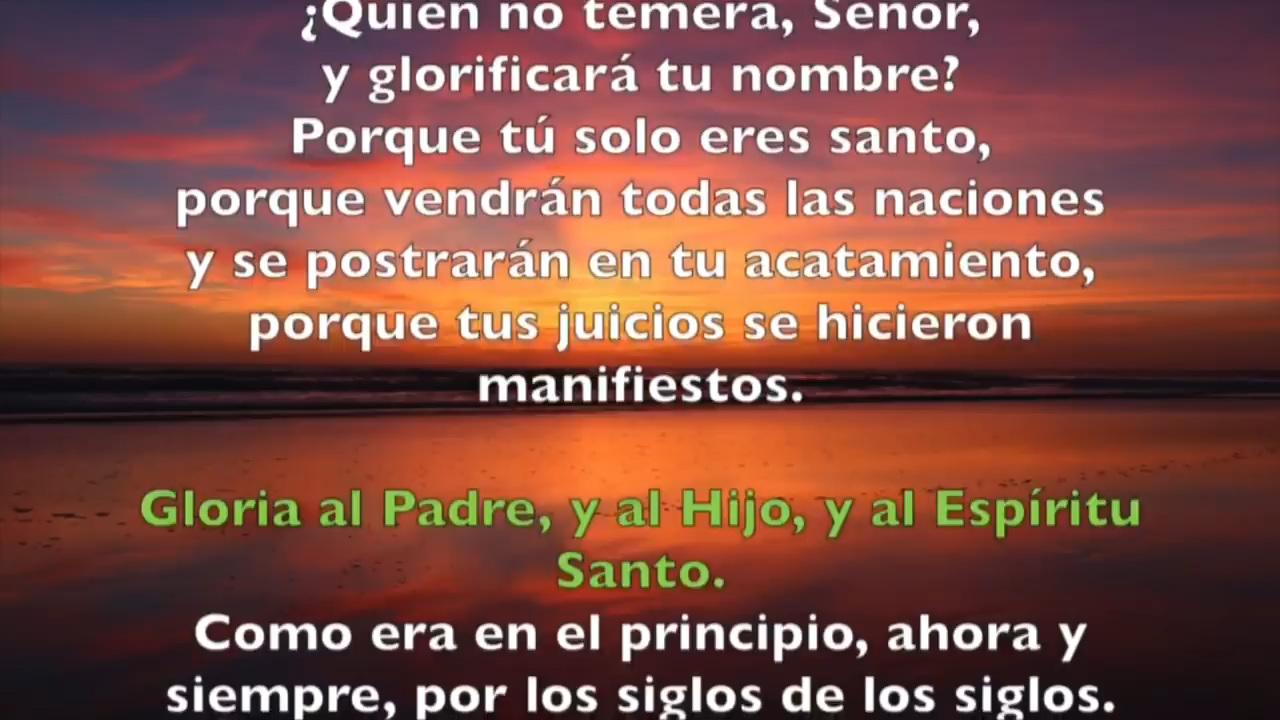 ¿Quién no temerá, Señor,
y glorificará tu nombre?
Porque tú solo eres santo,
porque vendrán todas las naciones
y se postrarán en tu acatamiento,
porque tus juicios se hicieron
manifiestos.
Gloria al Padre, y al Hijo, y al Espíritu
Santo.
Como era en el principio, ahora y
siempre, por los siglos de los siglos.